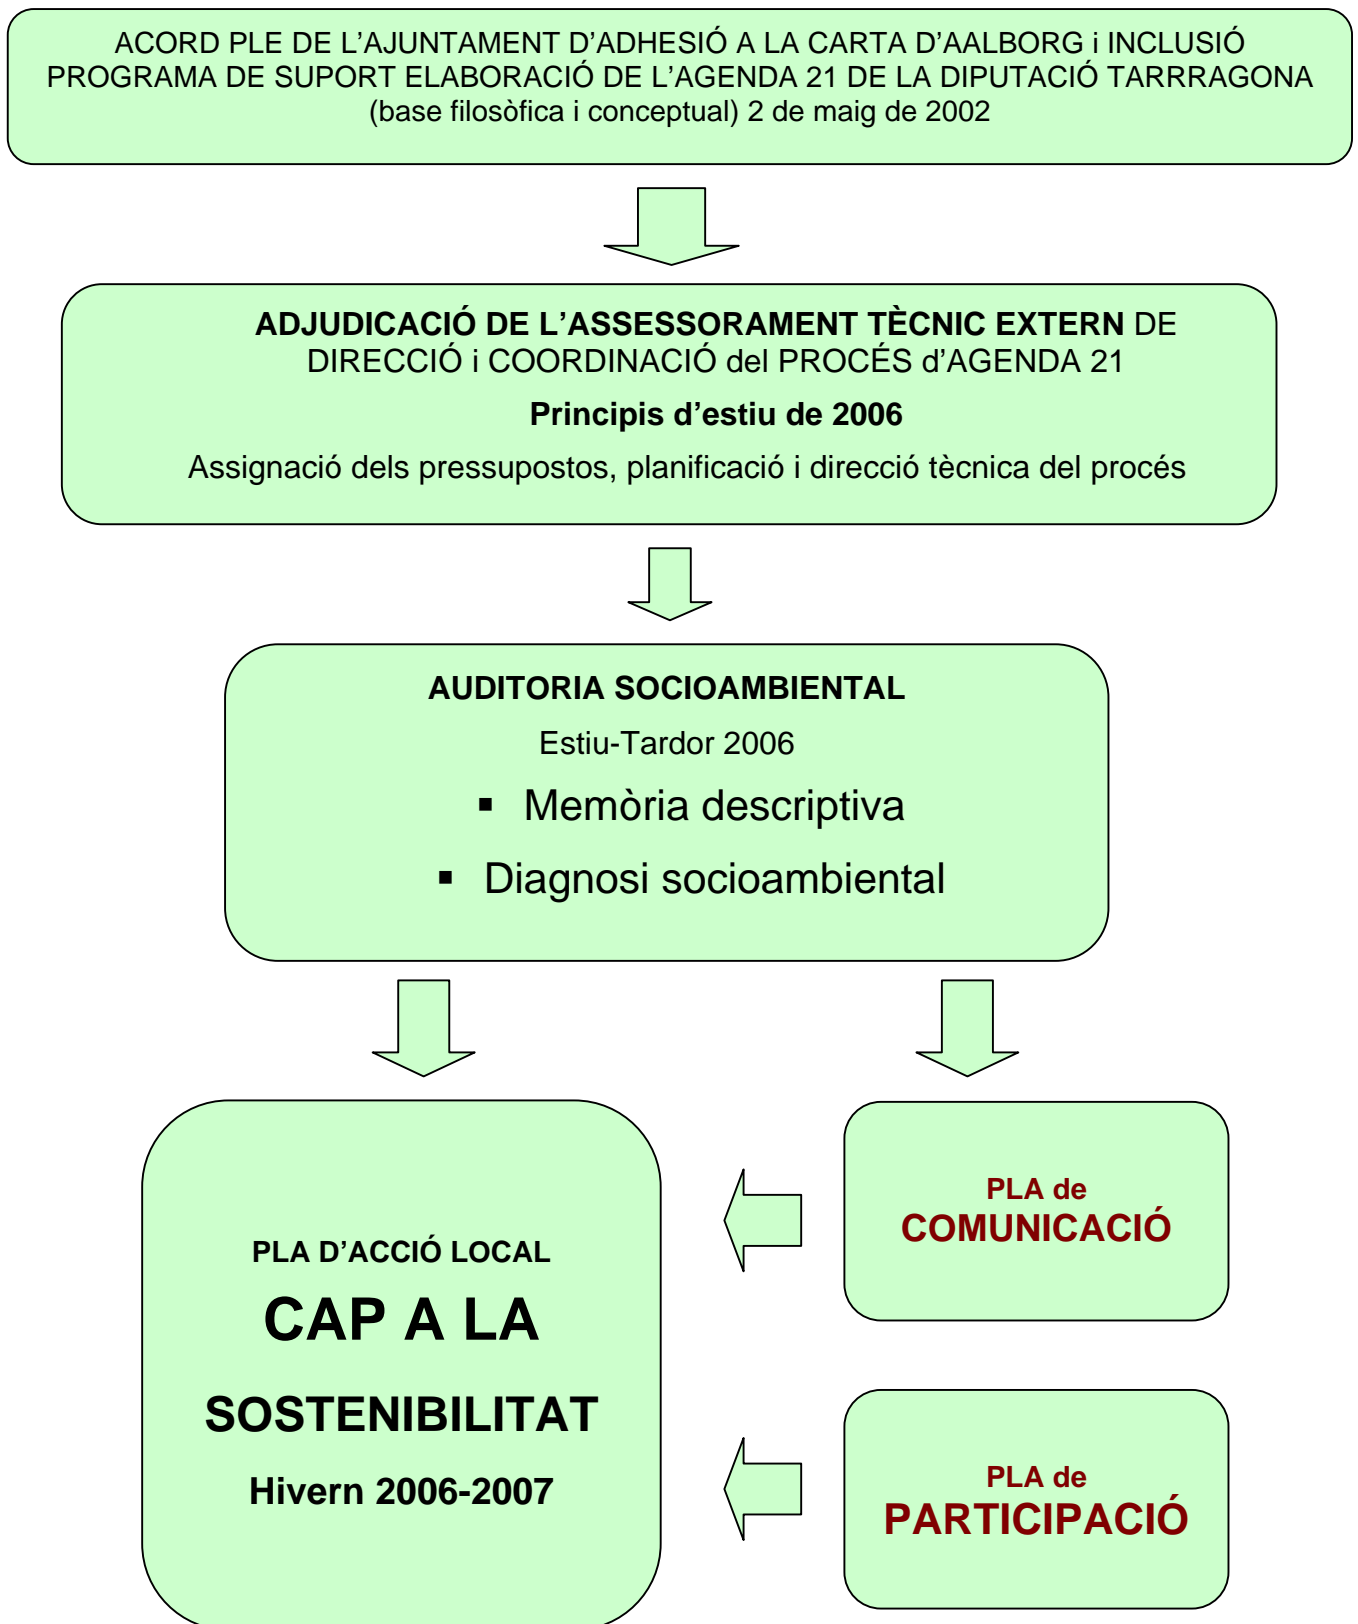 ACORD PLE DE L’AJUNTAMENT D’ADHESIÓ A LA CARTA D’AALBORG i INCLUSIÓ
PROGRAMA DE SUPORT ELABORACIÓ DE L’AGENDA 21 DE LA DIPUTACIÓ TARRRAGONA
(base filosòfica i conceptual) 2 de maig de 2002
ADJUDICACIÓ DE L’ASSESSORAMENT TÈCNIC EXTERN DE
DIRECCIÓ i COORDINACIÓ del PROCÉS d’AGENDA 21
Principis d’estiu de 2006
Assignació dels pressupostos, planificació i direcció tècnica del procés
AUDITORIA SOCIOAMBIENTAL
Estiu-Tardor 2006
▪ Memòria descriptiva
▪ Diagnosi socioambiental
PLA D’ACCIÓ LOCAL
CAP A LA
SOSTENIBILITAT
Hivern 2006-2007
PLA de
COMUNICACIÓ
PLA de
PARTICIPACIÓ